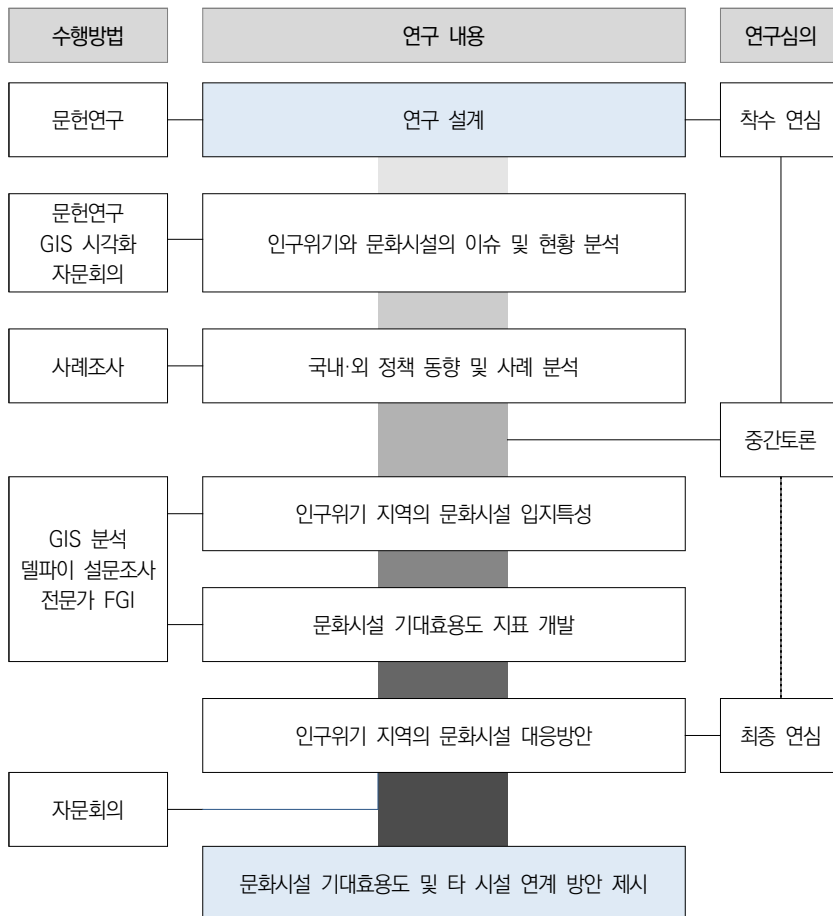 수행방법
연구 내용
연구심의
문헌연구
연구 설계
착수 연심
문헌연구
GIS 시각화
자문회의
인구위기와 문화시설의 이슈 및 현황 분석
사례조사
국내·외 정책 동향 및 사례 분석
중간토론
GIS 분석
델파이 설문조사
전문가 FGI
인구위기 지역의 문화시설 입지특성
문화시설 기대효용도 지표 개발
인구위기 지역의 문화시설 대응방안
최종 연심
자문회의
문화시설 기대효용도 및 타 시설 연계 방안 제시